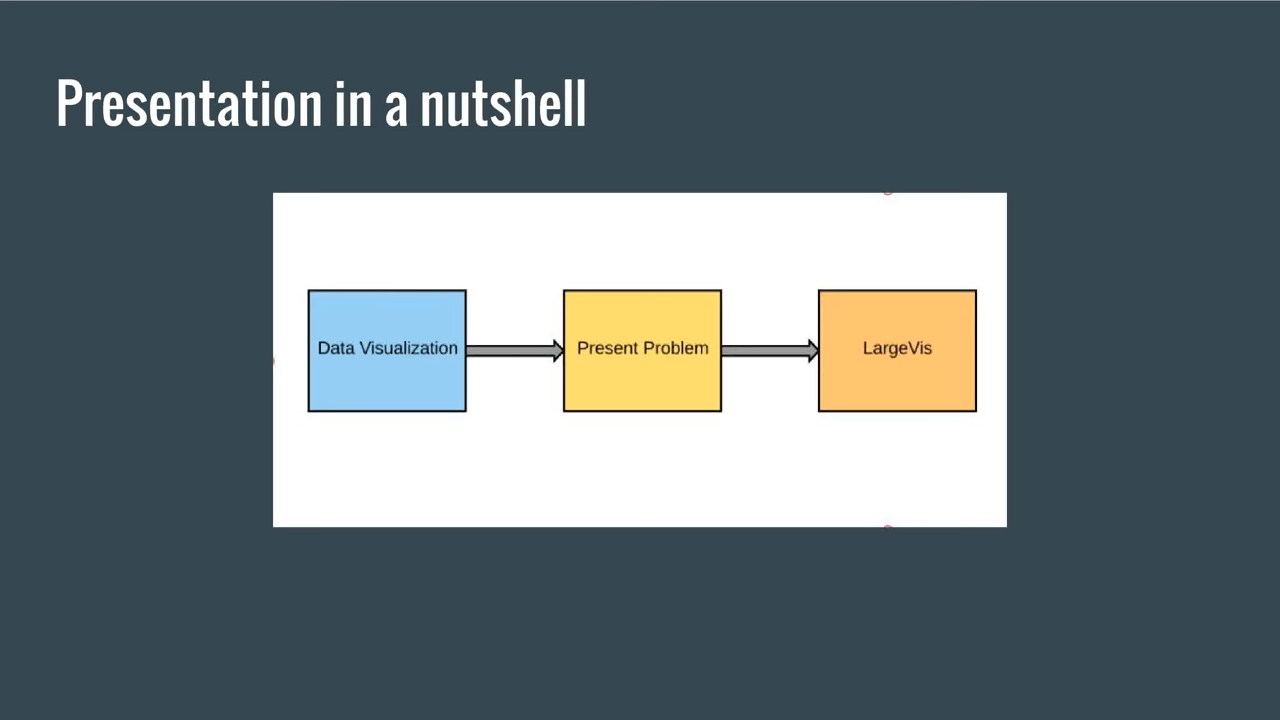 Presentation in a nutshell
Data Visualization
Present Problem
LargeVis